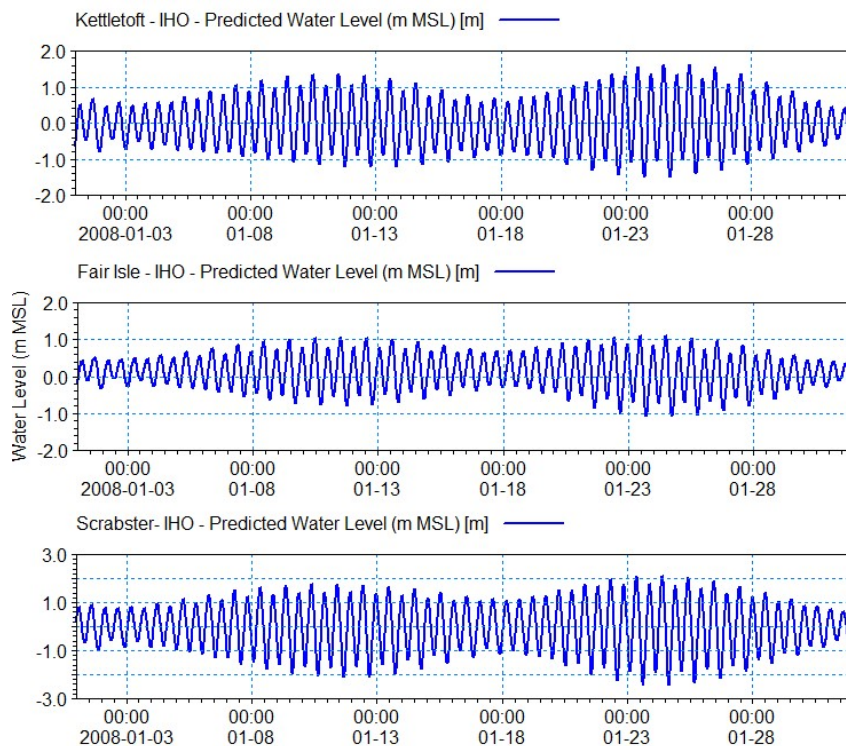 Kettletoft - IHO - Predicted Water Level (m MSL) [m]
2.0
1.0
0.0
-1.0
-2.0
00:00 00:00 00:00 00:00 00:00 00:00
2008-01-03 01-08 01-13 01-18 01-23 01-28
Fair Isle - IHO - Predicted Water Level (m MSL) [m]
Water Level (m MSL)
2.0
1.0
0.0
-1.0
-2.0
00:00 00:00 00:00 00:00 00:00 00:00
2008-01-03 01-08 01-13 01-18 01-23 01-28
Scrabster- IHO - Predicted Water Level (m MSL) [m]
3.0
1.0
-1.0
-3.0
00:00 00:00 00:00 00:00 00:00 00:00
2008-01-03 01-08 01-13 01-18 01-23 01-28